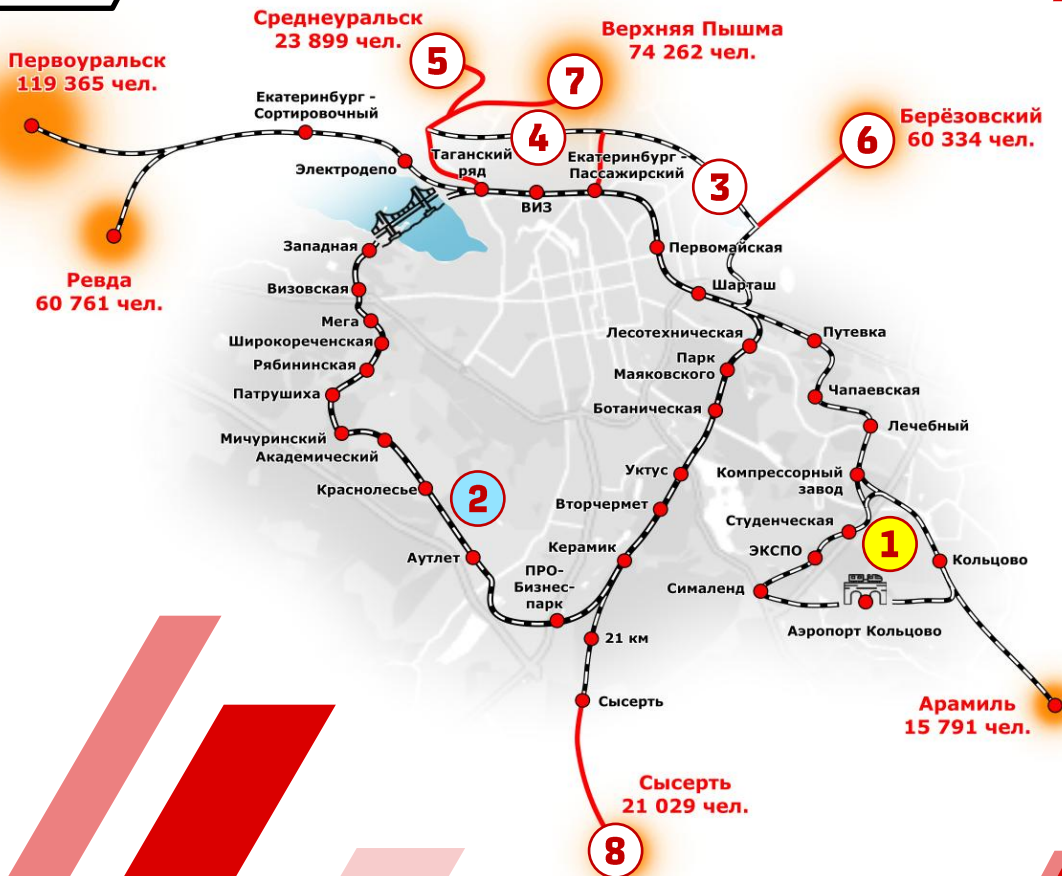 Среднеуральск
23 899 чел.
5
7
Верхняя Пышма
74 262 чел.
Первоуральск
119 365 чел.
Екатеринбург -
Сортировочный
4
6
Берёзовский
60 334 чел.
Электродепо
Таганский
ряд
Екатеринбург -
Пассажирский
3
ВИЗ
Ревда
60 761 чел.
Западная
Первомайская
Визовская
Шарташ
Мега
Широкореченская
Лесотехническая
Путевка
Рябининская
Парк
Маяковского
Патрушиха
Чапаевская
Ботаническая
Мичуринский
Академический
Лечебный
Краснолесье
2
Уктус
Компрессорный
завод
Вторчермет
Студенческая
1
Аутлет
Керамик
ЭКСПО
Кольцово
ПРО-
Бизнес-
парк
Сималенд
Аэропорт Кольцово
21 км
Сысерть
Арамиль
15 791 чел.
Сысерть
21 029 чел.
8